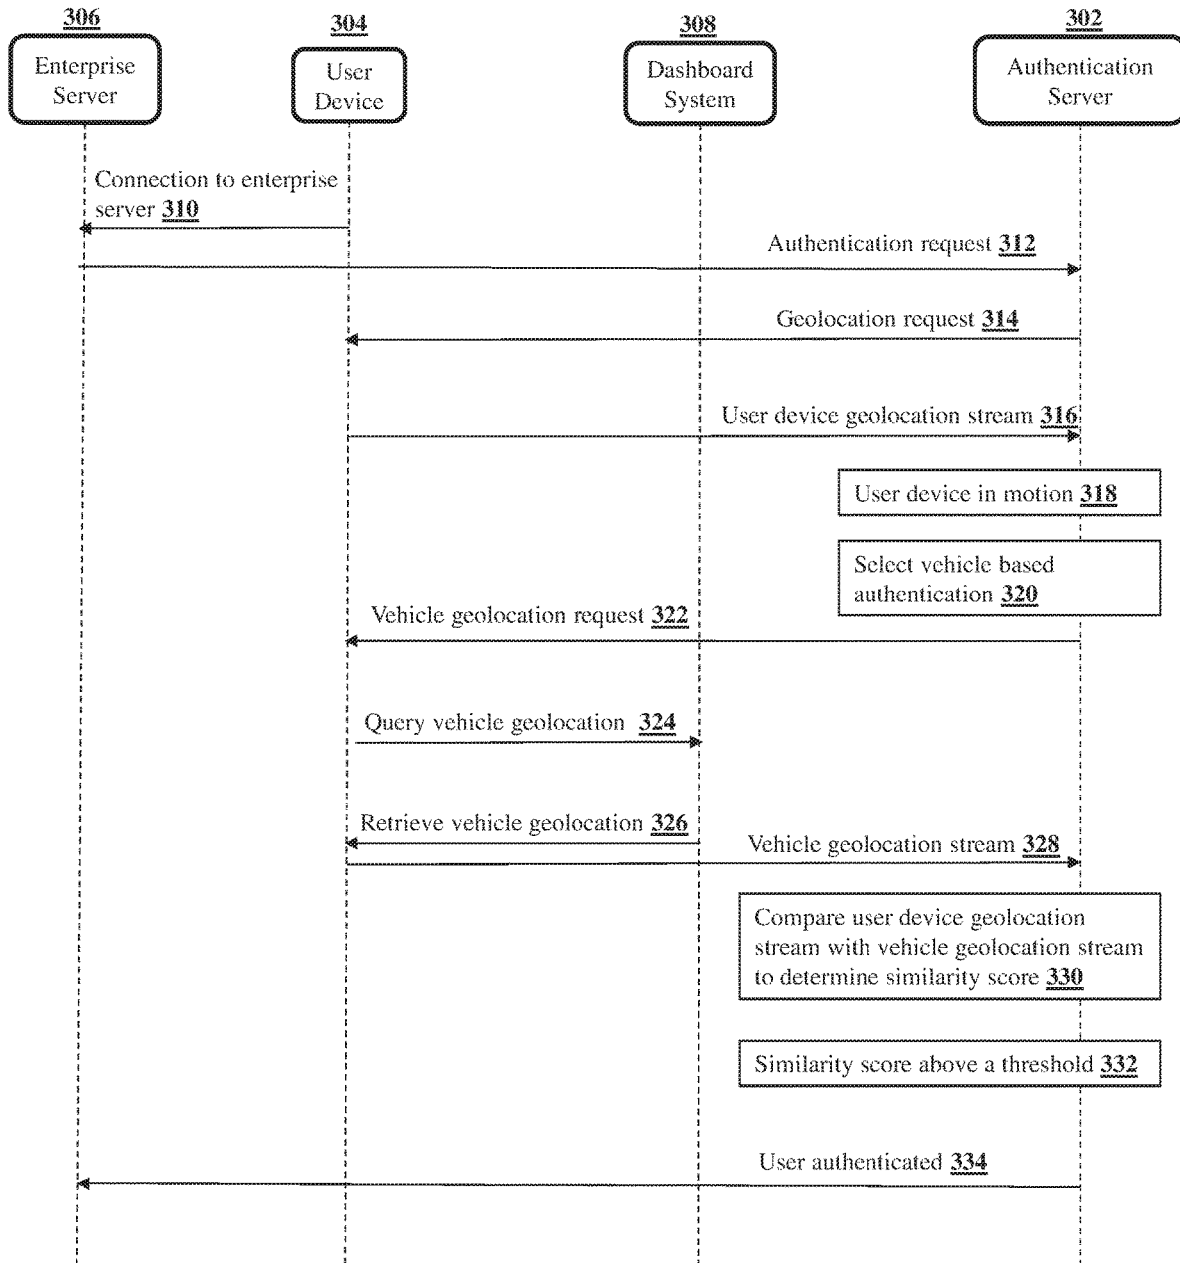 306
304
308
302
Enterprise
Server
User
Device
Dashboard
System
Authentication
Server
Connection to enterprise
server 310
Authentication request 312
Geolocation request 314
User device geolocation stream 316
User device in motion 318
Select vehicle based
authentication 320
Vehicle geolocation request 322
Query vehicle geolocation 324
Retrieve vehicle geolocation 326
Vehicle geolocation stream 328
Compare user device geolocation
stream with vehicle geolocation stream
to determine similarity score 330
Similarity score above a threshold 332
User authenticated 334